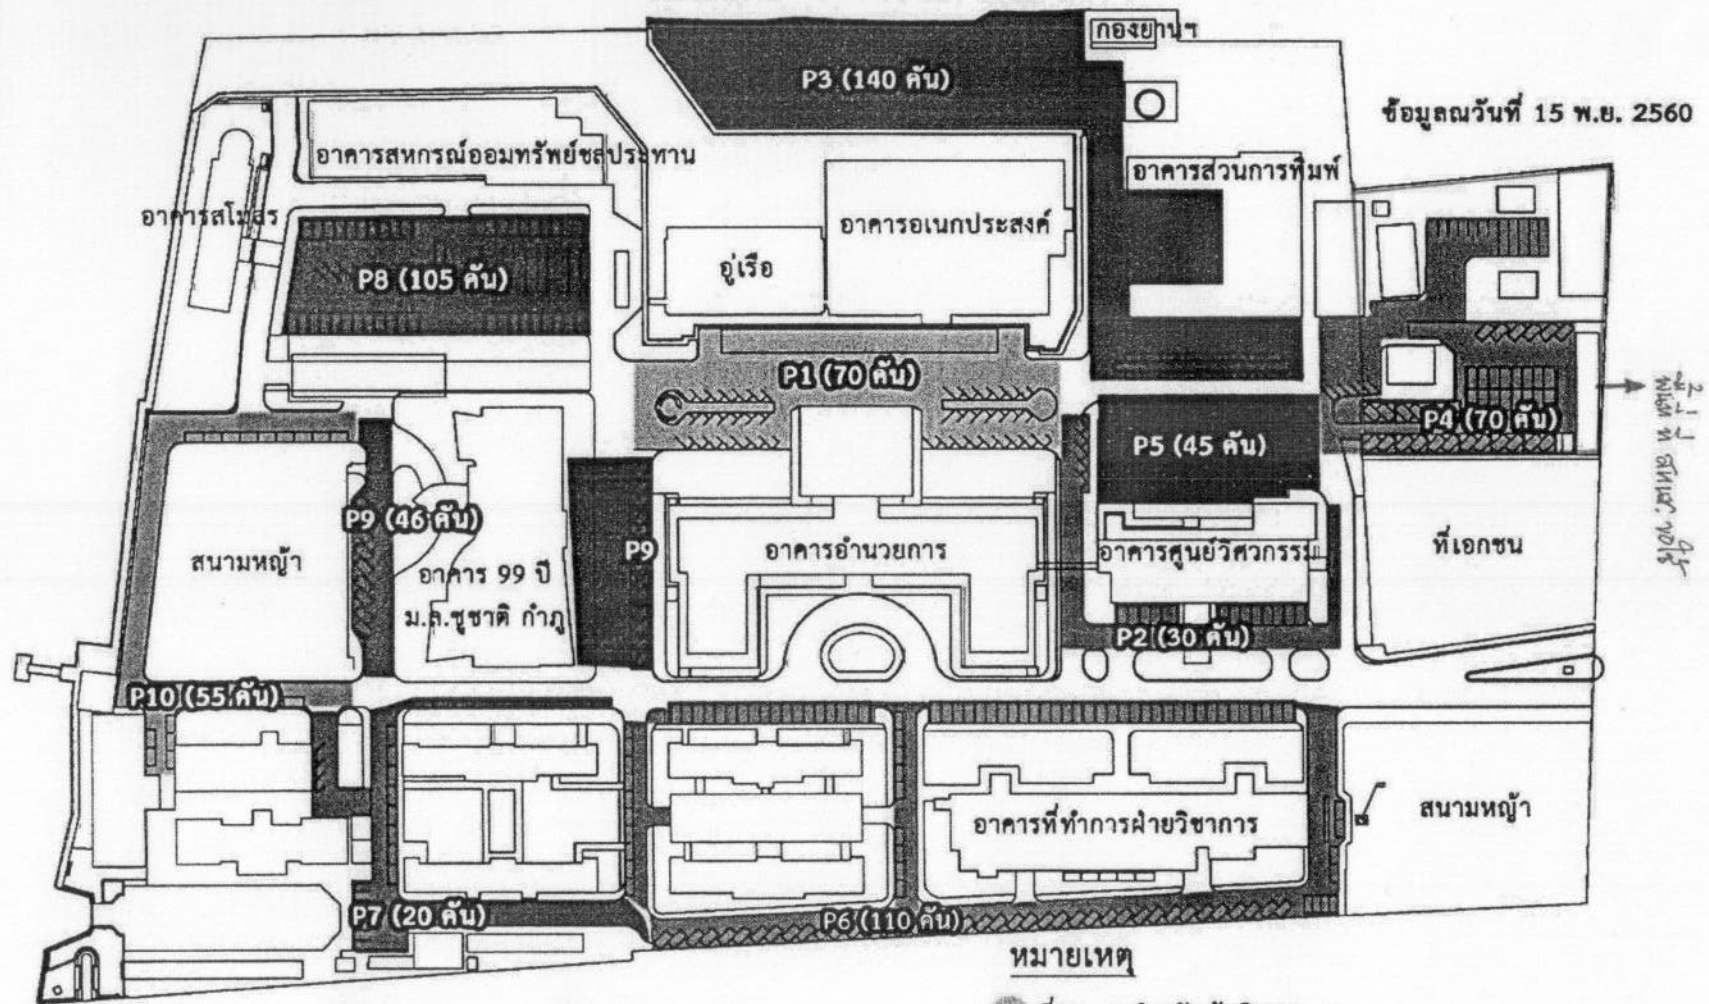 กองยานฯ
P3 (140 คัน)
ข้อมูลณวันที่ 15 พ.ย. 2560
อาคารสหกรณ์ออมทรัพย์ชลประทาน
อาคารส่วนการพิมพ์
อาคารสโมสร
อาคารอเนกประสงค์
อู่เรือ
P8 (105 คัน)
P1 (70 คัน)
P4 (70 คัน)
P5 (45 คัน)
P9 (46 คัน)
P9
อาคารอำนวยการ
อาคารศูนย์วิศวกรรม
ที่เอกชน
สนามหญ้า
อาคาร 99 ปี
ม.ล.ชูชาติ กำภู
P2 (30 คัน)
P10 (55 คัน)
อาคารที่ทำการฝ่ายวิชาการ
สนามหญ้า
P7 (20 คัน)
P6 (110 คัน)
หมายเหตุ